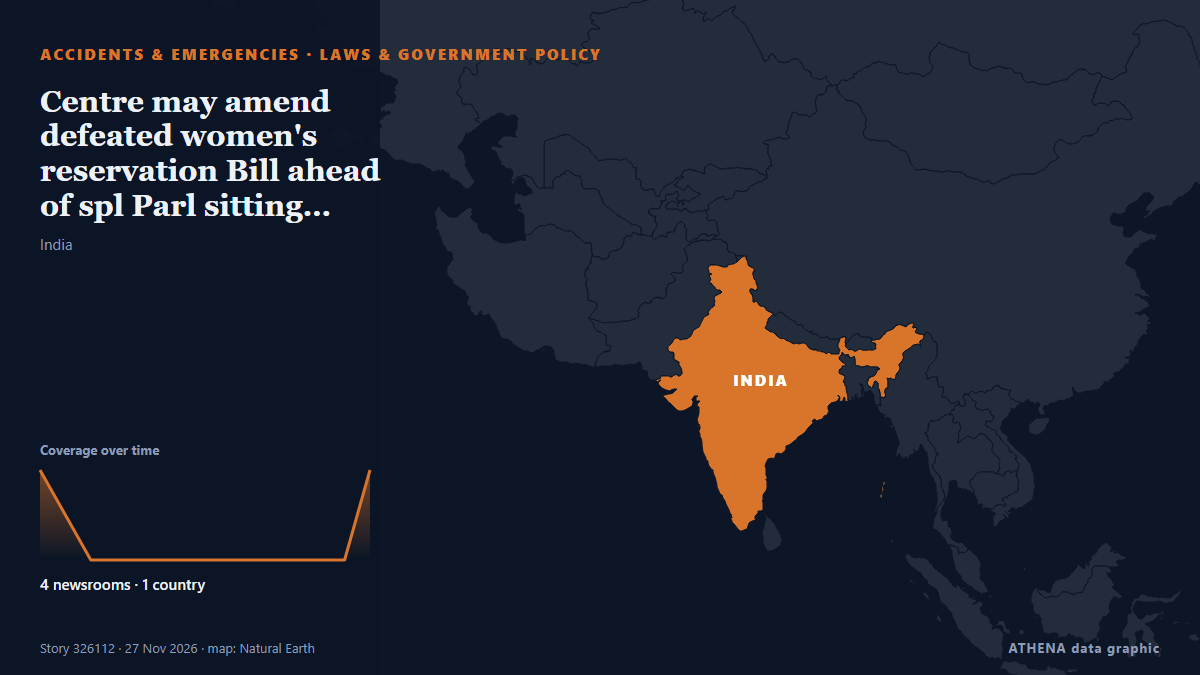 ACCIDENTS & EMERGENCIES · LAWS & GOVERNMENT POLICY
Centre may amend
defeated women's
reservation Bill ahead
of spl Parl sitting...
India
INDIA
Coverage over time
4 newsrooms · 1 country
Story 326112 · 27 Nov 2026 · map: Natural Earth
ATHENA data graphic